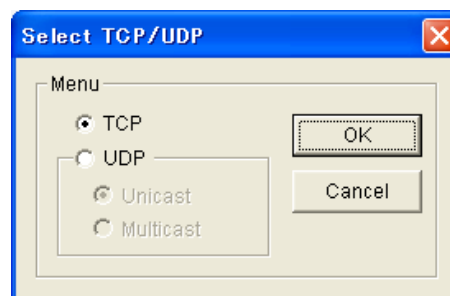 Select TCP/UDP
Menu
TCP
OK
UDP
Unicast
Cancel
Multicast